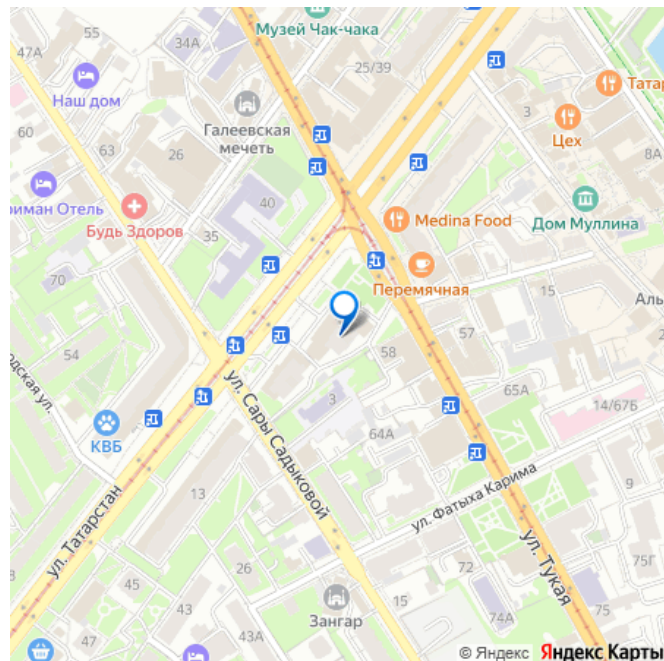 Музей Чак-чака
34А
47А
25/39
Наш дом
Татар
3
Цех
Галеевская
мечеть
60
63
26
8А
40
риман Отель
Medina Food
Дом Муллина
Будь Здоров
35
Перемячная
70
15
Аль
57
54
58
одская ул.
65А
3
14/67Б
КВБ
64А
ул. Сары Садыковой
13
ул. Фатыха Карима
9
ул. Татарстан
ул. Тукая
26
72
75Г
45
43
15
74А
75
47
43А
Зангар
© Яндекс Яндекс Карты